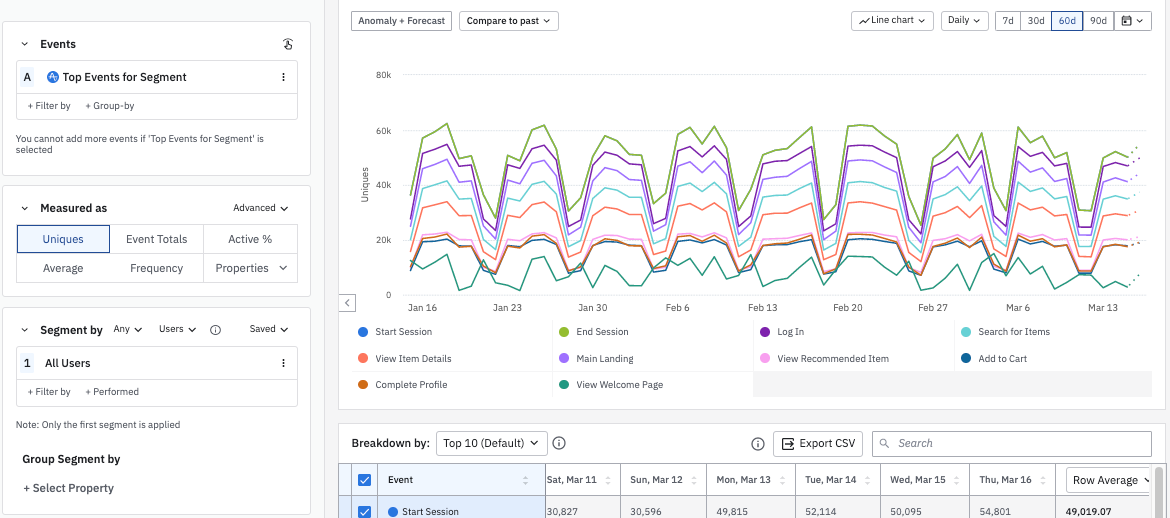 Events
A Top Events for Segment
+ Filter by + Group-by
You cannot add more events if 'Top Events for Segment' is
selected
Measured as Advanced
Uniques Event Totals Active %
Average Frequency Properties
Segment by Any Users Saved
1 All Users
+ Filter by + Performed
Note: Only the first segment is applied
Group Segment by
+ Select Property
Anomaly + Forecast Compare to past Line chart Daily 7d 30d 60d 90d
80k
60k
40k
20k
0
Uniques
Jan 16 Jan 23 Jan 30 Feb 6 Feb 13 Feb 20 Feb 27 Mar 6 Mar 13
Start Session End Session Log In Search for Items
View Item Details Main Landing View Recommended Item Add to Cart
Complete Profile View Welcome Page
Breakdown by: Top 10 (Default) Export CSV Search
Event Sat, Mar 11 Sun, Mar 12 Mon, Mar 13 Tue, Mar 14 Wed, Mar 15 Thu, Mar 16 Row Average
Start Session 30,827 30,596 49,815 52,114 50,095 54,801 49,019.07